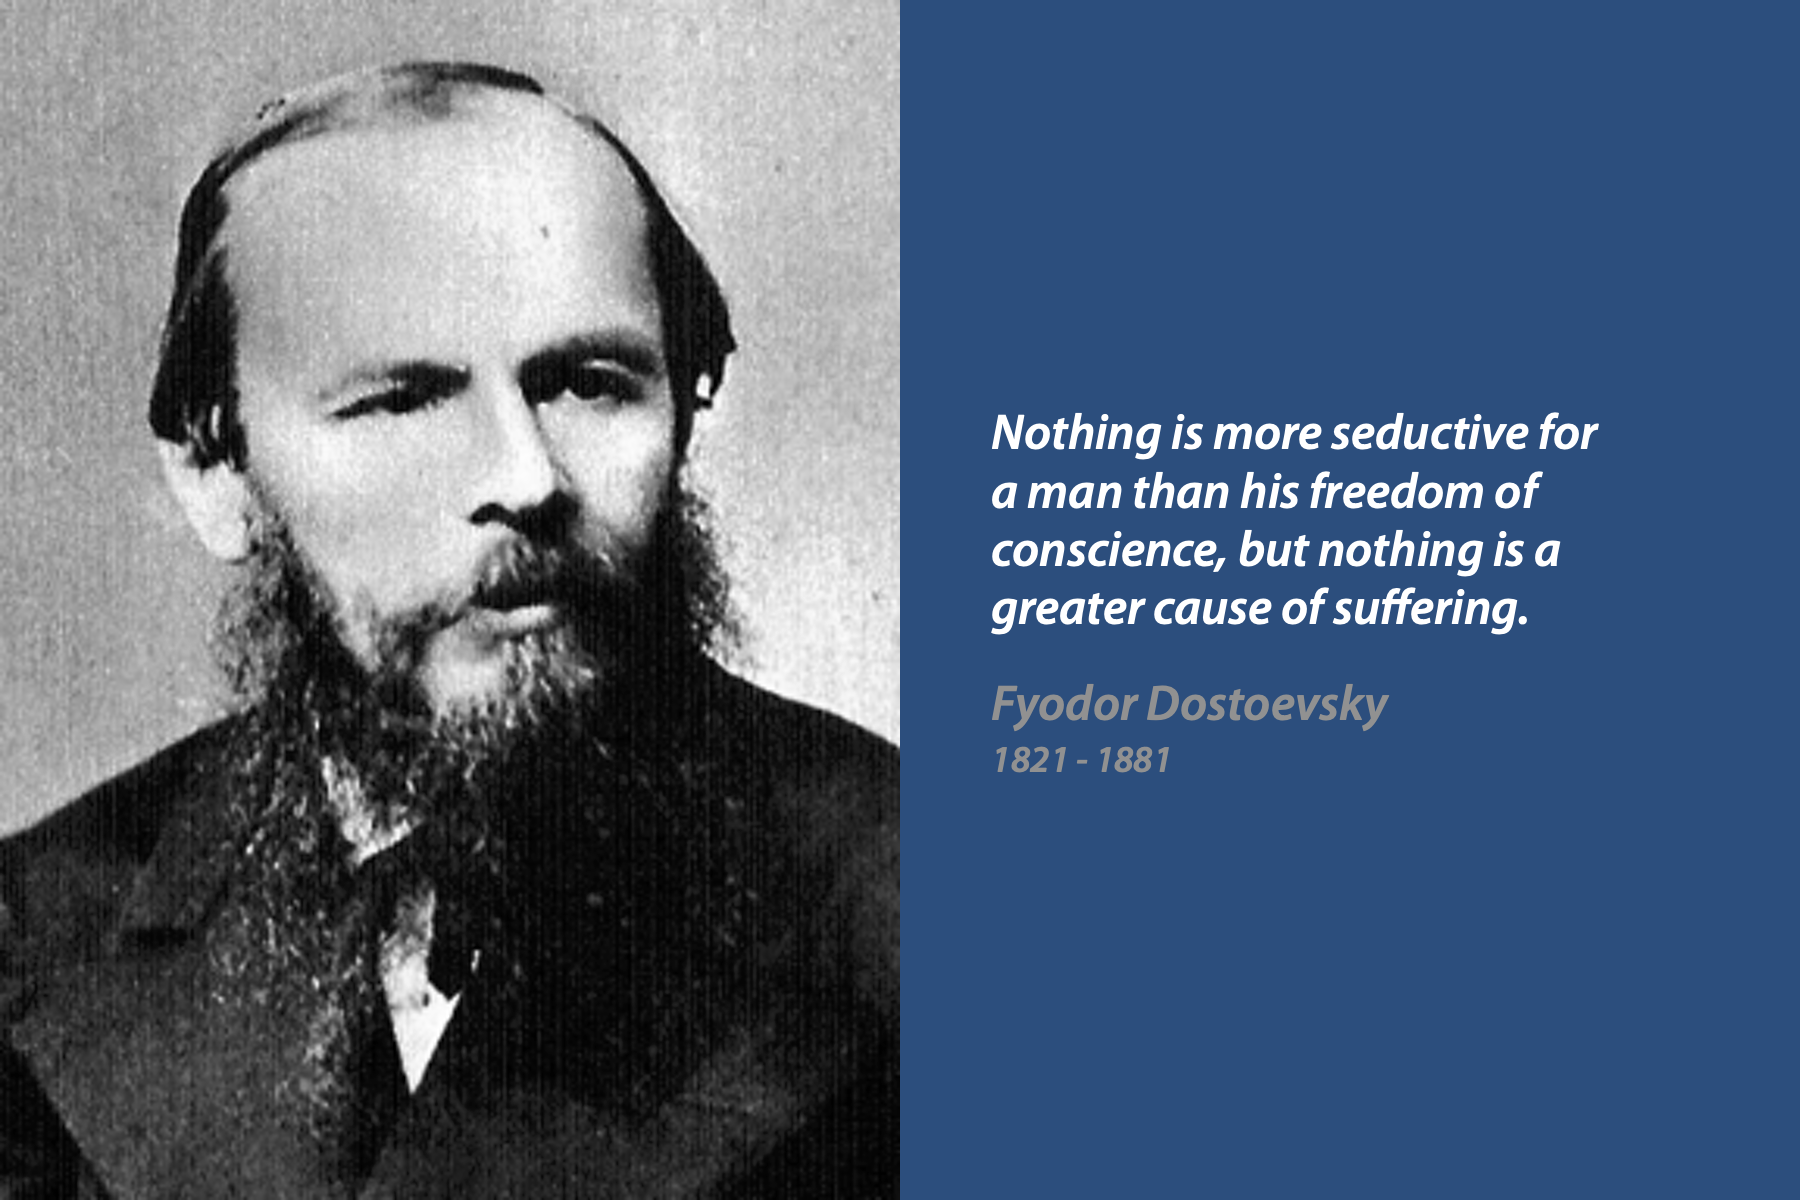 Nothing is more seductive for
a man than his freedom of
conscience, but nothing is a
greater cause of suffering.
Fyodor Dostoevsky
1821 - 1881